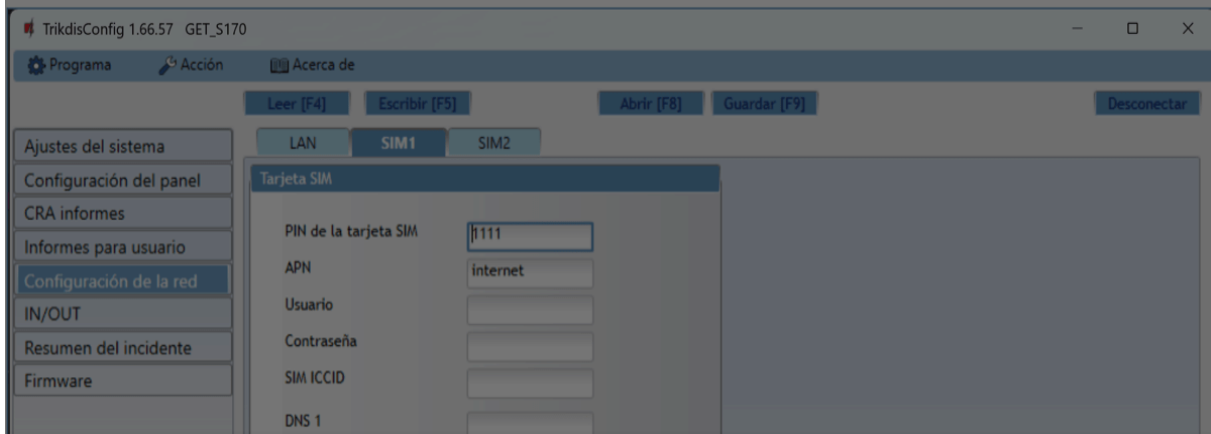 TrikdisConfig 1.66.57 GET_S170
Programa Acción Acerca de
Leer [F4] Escribir [F5] Abrir [F8] Guardar [F9] Desconectar
Ajustes del sistema
Configuración del panel
CRA informes
Informes para usuario
Configuración de la red
IN/OUT
Resumen del incidente
Firmware
LAN SIM1 SIM2
Tarjeta SIM
PIN de la tarjeta SIM 1111
APN internet
Usuario
Contraseña
SIM ICCID
DNS 1